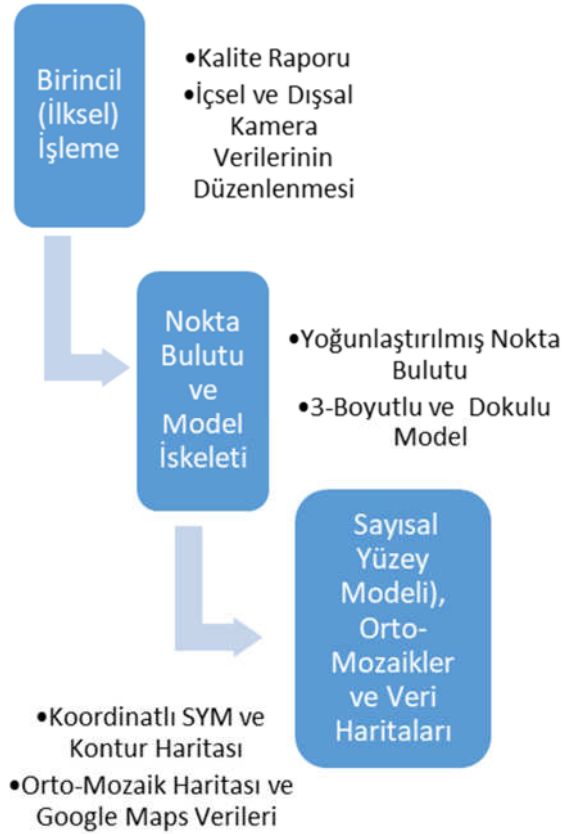 Birincil
(İlksel)
İşleme
•Kalite Raporu
•İçsel ve Dışsal
Kamera
Verilerinin
Düzenlenmesi
Nokta
Bulutu
ve
Model
İskeleti
•Yoğunlaştırılmış Nokta
Bulutu
•3-Boyutlu ve Dokulu
Model
Sayısal
Yüzey
Modeli),
Orto-
Mozaikler
ve Veri
Haritaları
•Koordinatlı SYM ve
Kontur Haritası
•Orto-Mozaik Haritası ve
Google Maps Verileri